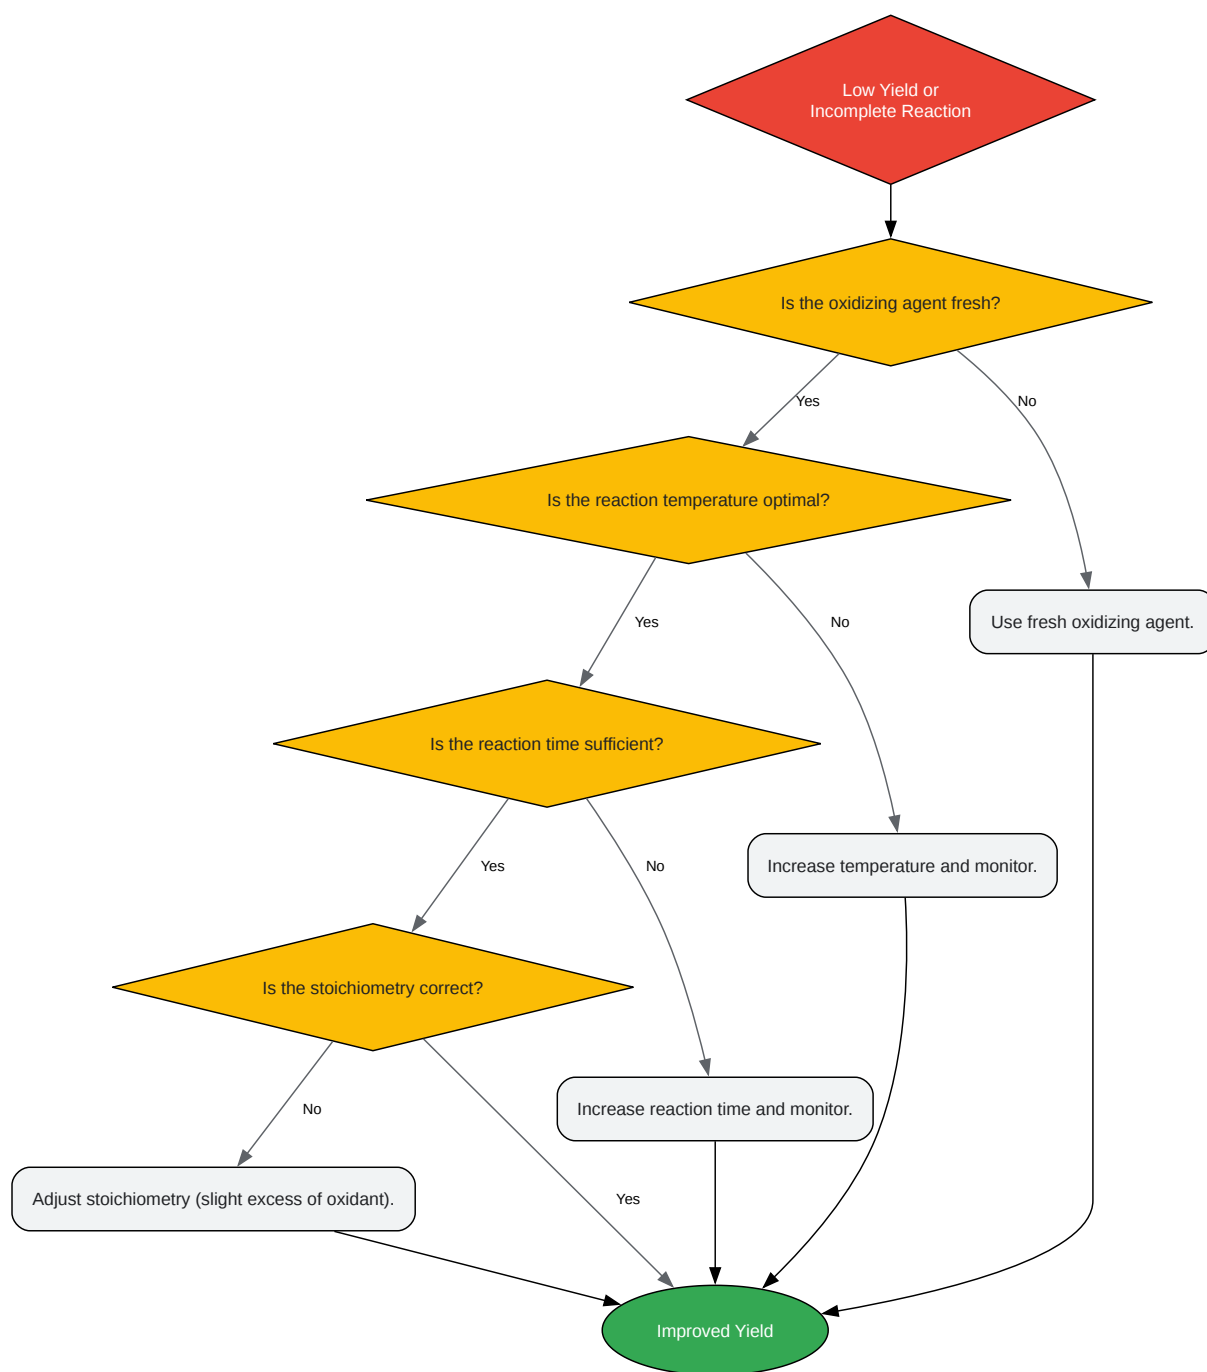 Low Yield or
Incomplete Reaction
Is the oxidizing agent fresh?
Yes
No
Is the reaction temperature optimal?
Yes
No
Use fresh oxidizing agent.
Is the reaction time sufficient?
Yes
No
Increase temperature and monitor.
Is the stoichiometry correct?
No
Increase reaction time and monitor.
Adjust stoichiometry (slight excess of oxidant).
Yes
Improved Yield